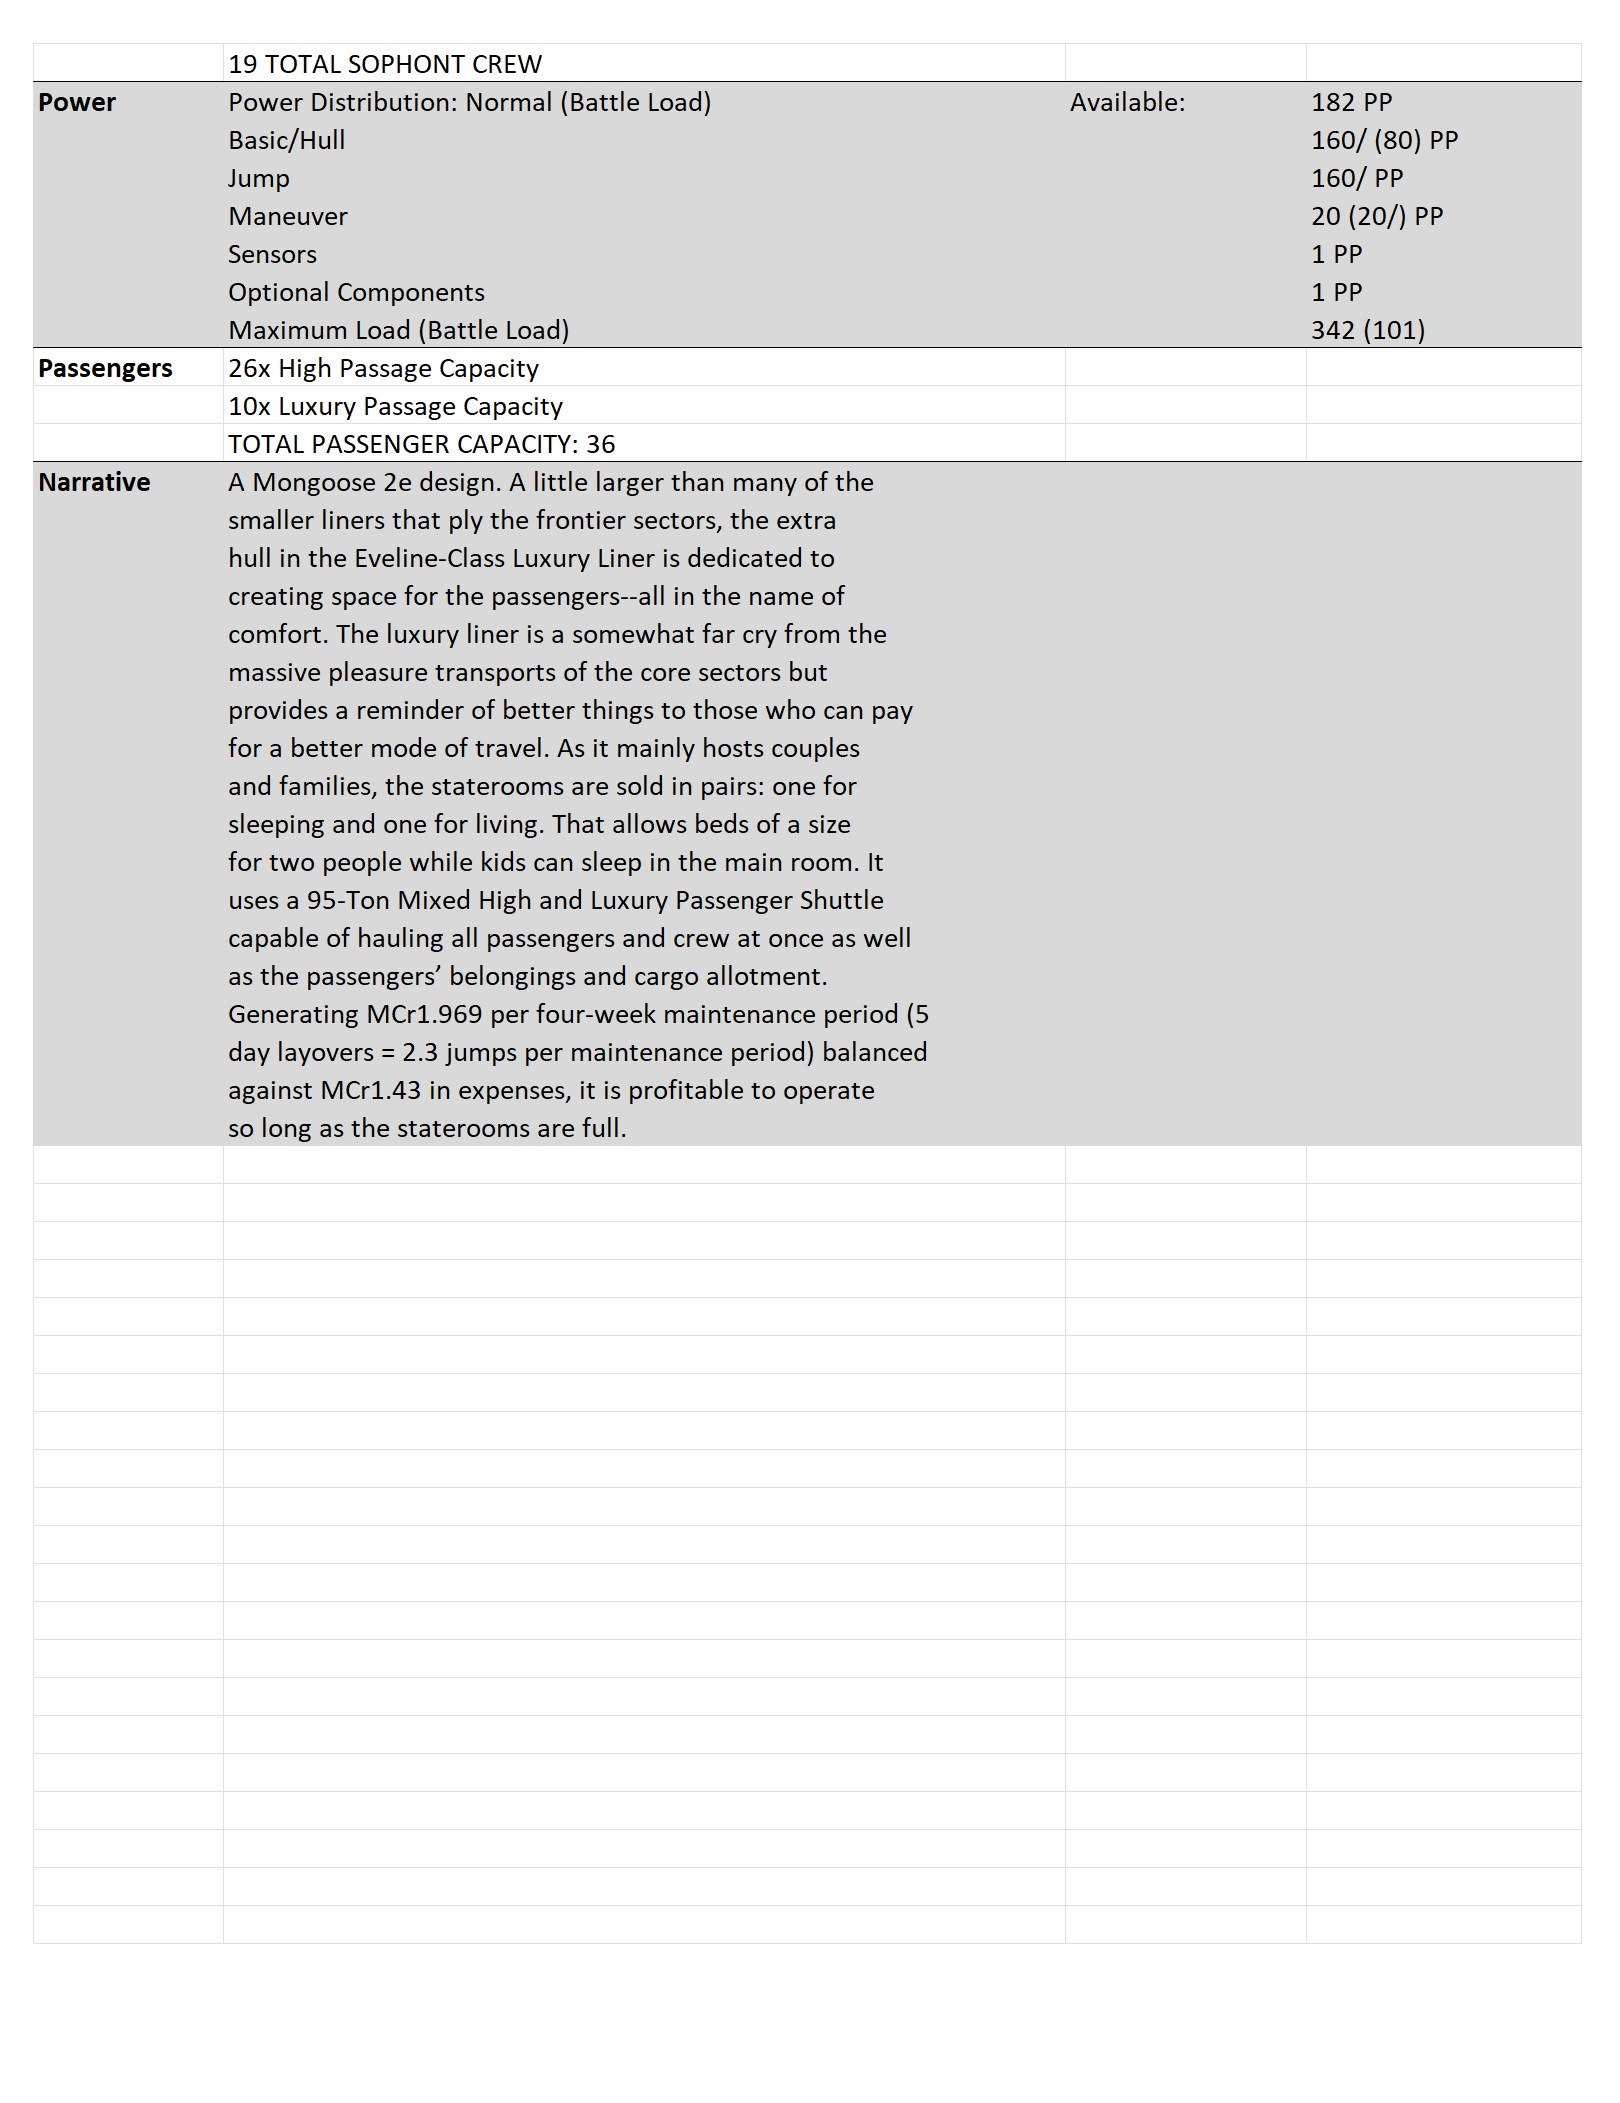 19 TOTAL SOPHONT CREW
Power Power Distribution: Normal (Battle Load) Available: 182 PP
Basic/Hull 160/ (80) PP
Jump 160/ PP
Maneuver 20 (20/) PP
Sensors 1 PP
Optional Components 1 PP
Maximum Load (Battle Load) 342 (101)
Passengers 26x High Passage Capacity
10x Luxury Passage Capacity
TOTAL PASSENGER CAPACITY: 36
Narrative A Mongoose 2e design. A little larger than many of the
smaller liners that ply the frontier sectors, the extra
hull in the Eveline-Class Luxury Liner is dedicated to
creating space for the passengers--all in the name of
comfort. The luxury liner is a somewhat far cry from the
massive pleasure transports of the core sectors but
provides a reminder of better things to those who can pay
for a better mode of travel. As it mainly hosts couples
and families, the staterooms are sold in pairs: one for
sleeping and one for living. That allows beds of a size
for two people while kids can sleep in the main room. It
uses a 95-Ton Mixed High and Luxury Passenger Shuttle
capable of hauling all passengers and crew at once as well
as the passengers’ belongings and cargo allotment.
Generating MCr1.969 per four-week maintenance period (5
day layovers = 2.3 jumps per maintenance period) balanced
against MCr1.43 in expenses, it is profitable to operate
so long as the staterooms are full.